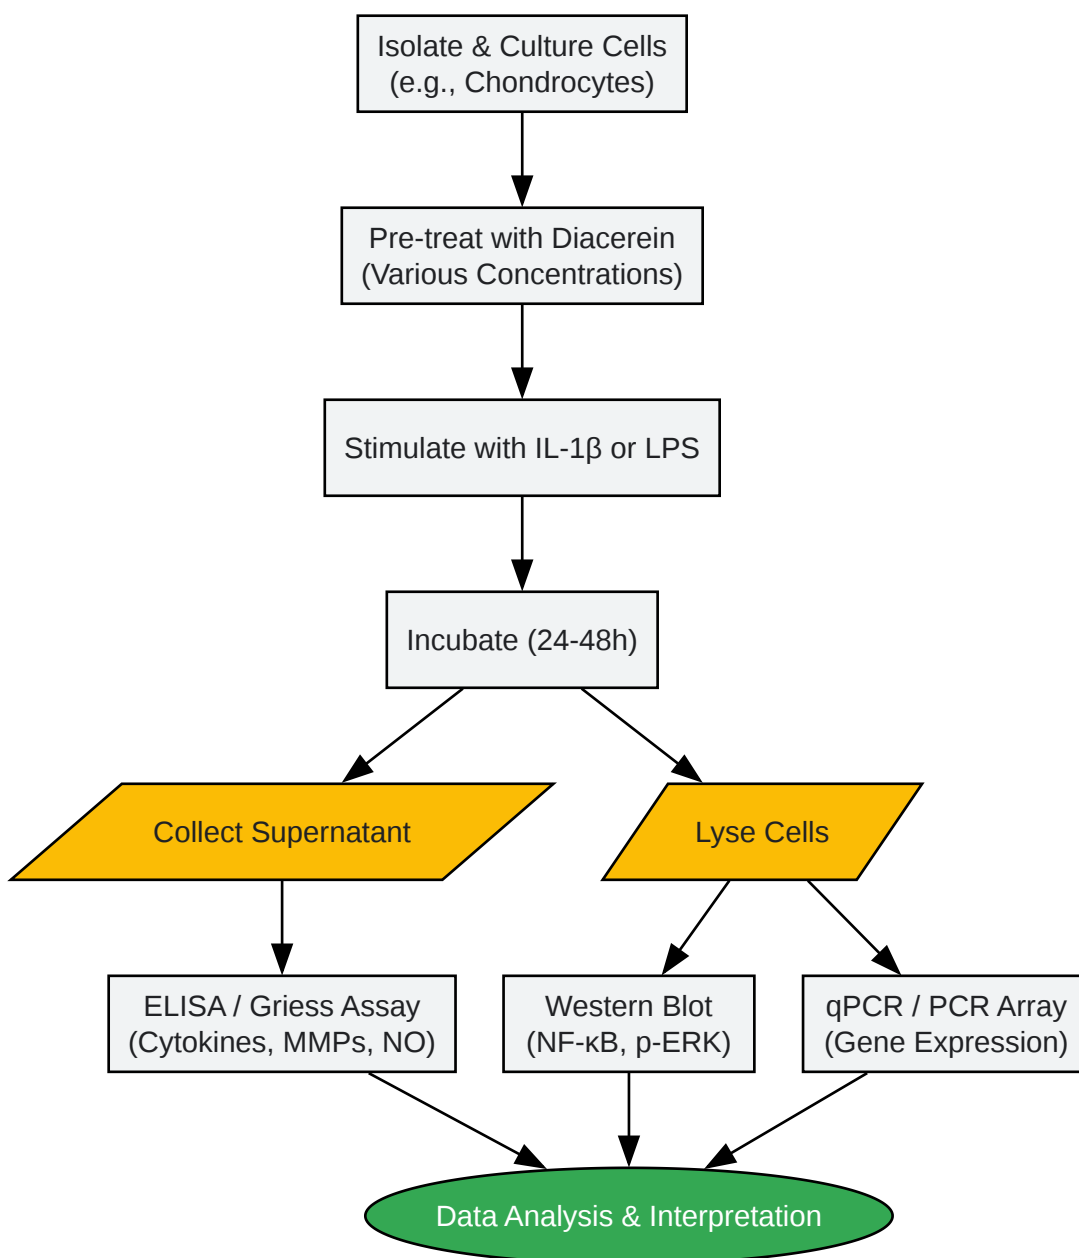 Isolate & Culture Cells
(e.g., Chondrocytes)
Pre-treat with Diacerein
(Various Concentrations)
Stimulate with IL-1β or LPS
Incubate (24-48h)
Collect Supernatant
Lyse Cells
ELISA / Griess Assay
(Cytokines, MMPs, NO)
Western Blot
(NF-κB, p-ERK)
qPCR / PCR Array
(Gene Expression)
Data Analysis & Interpretation